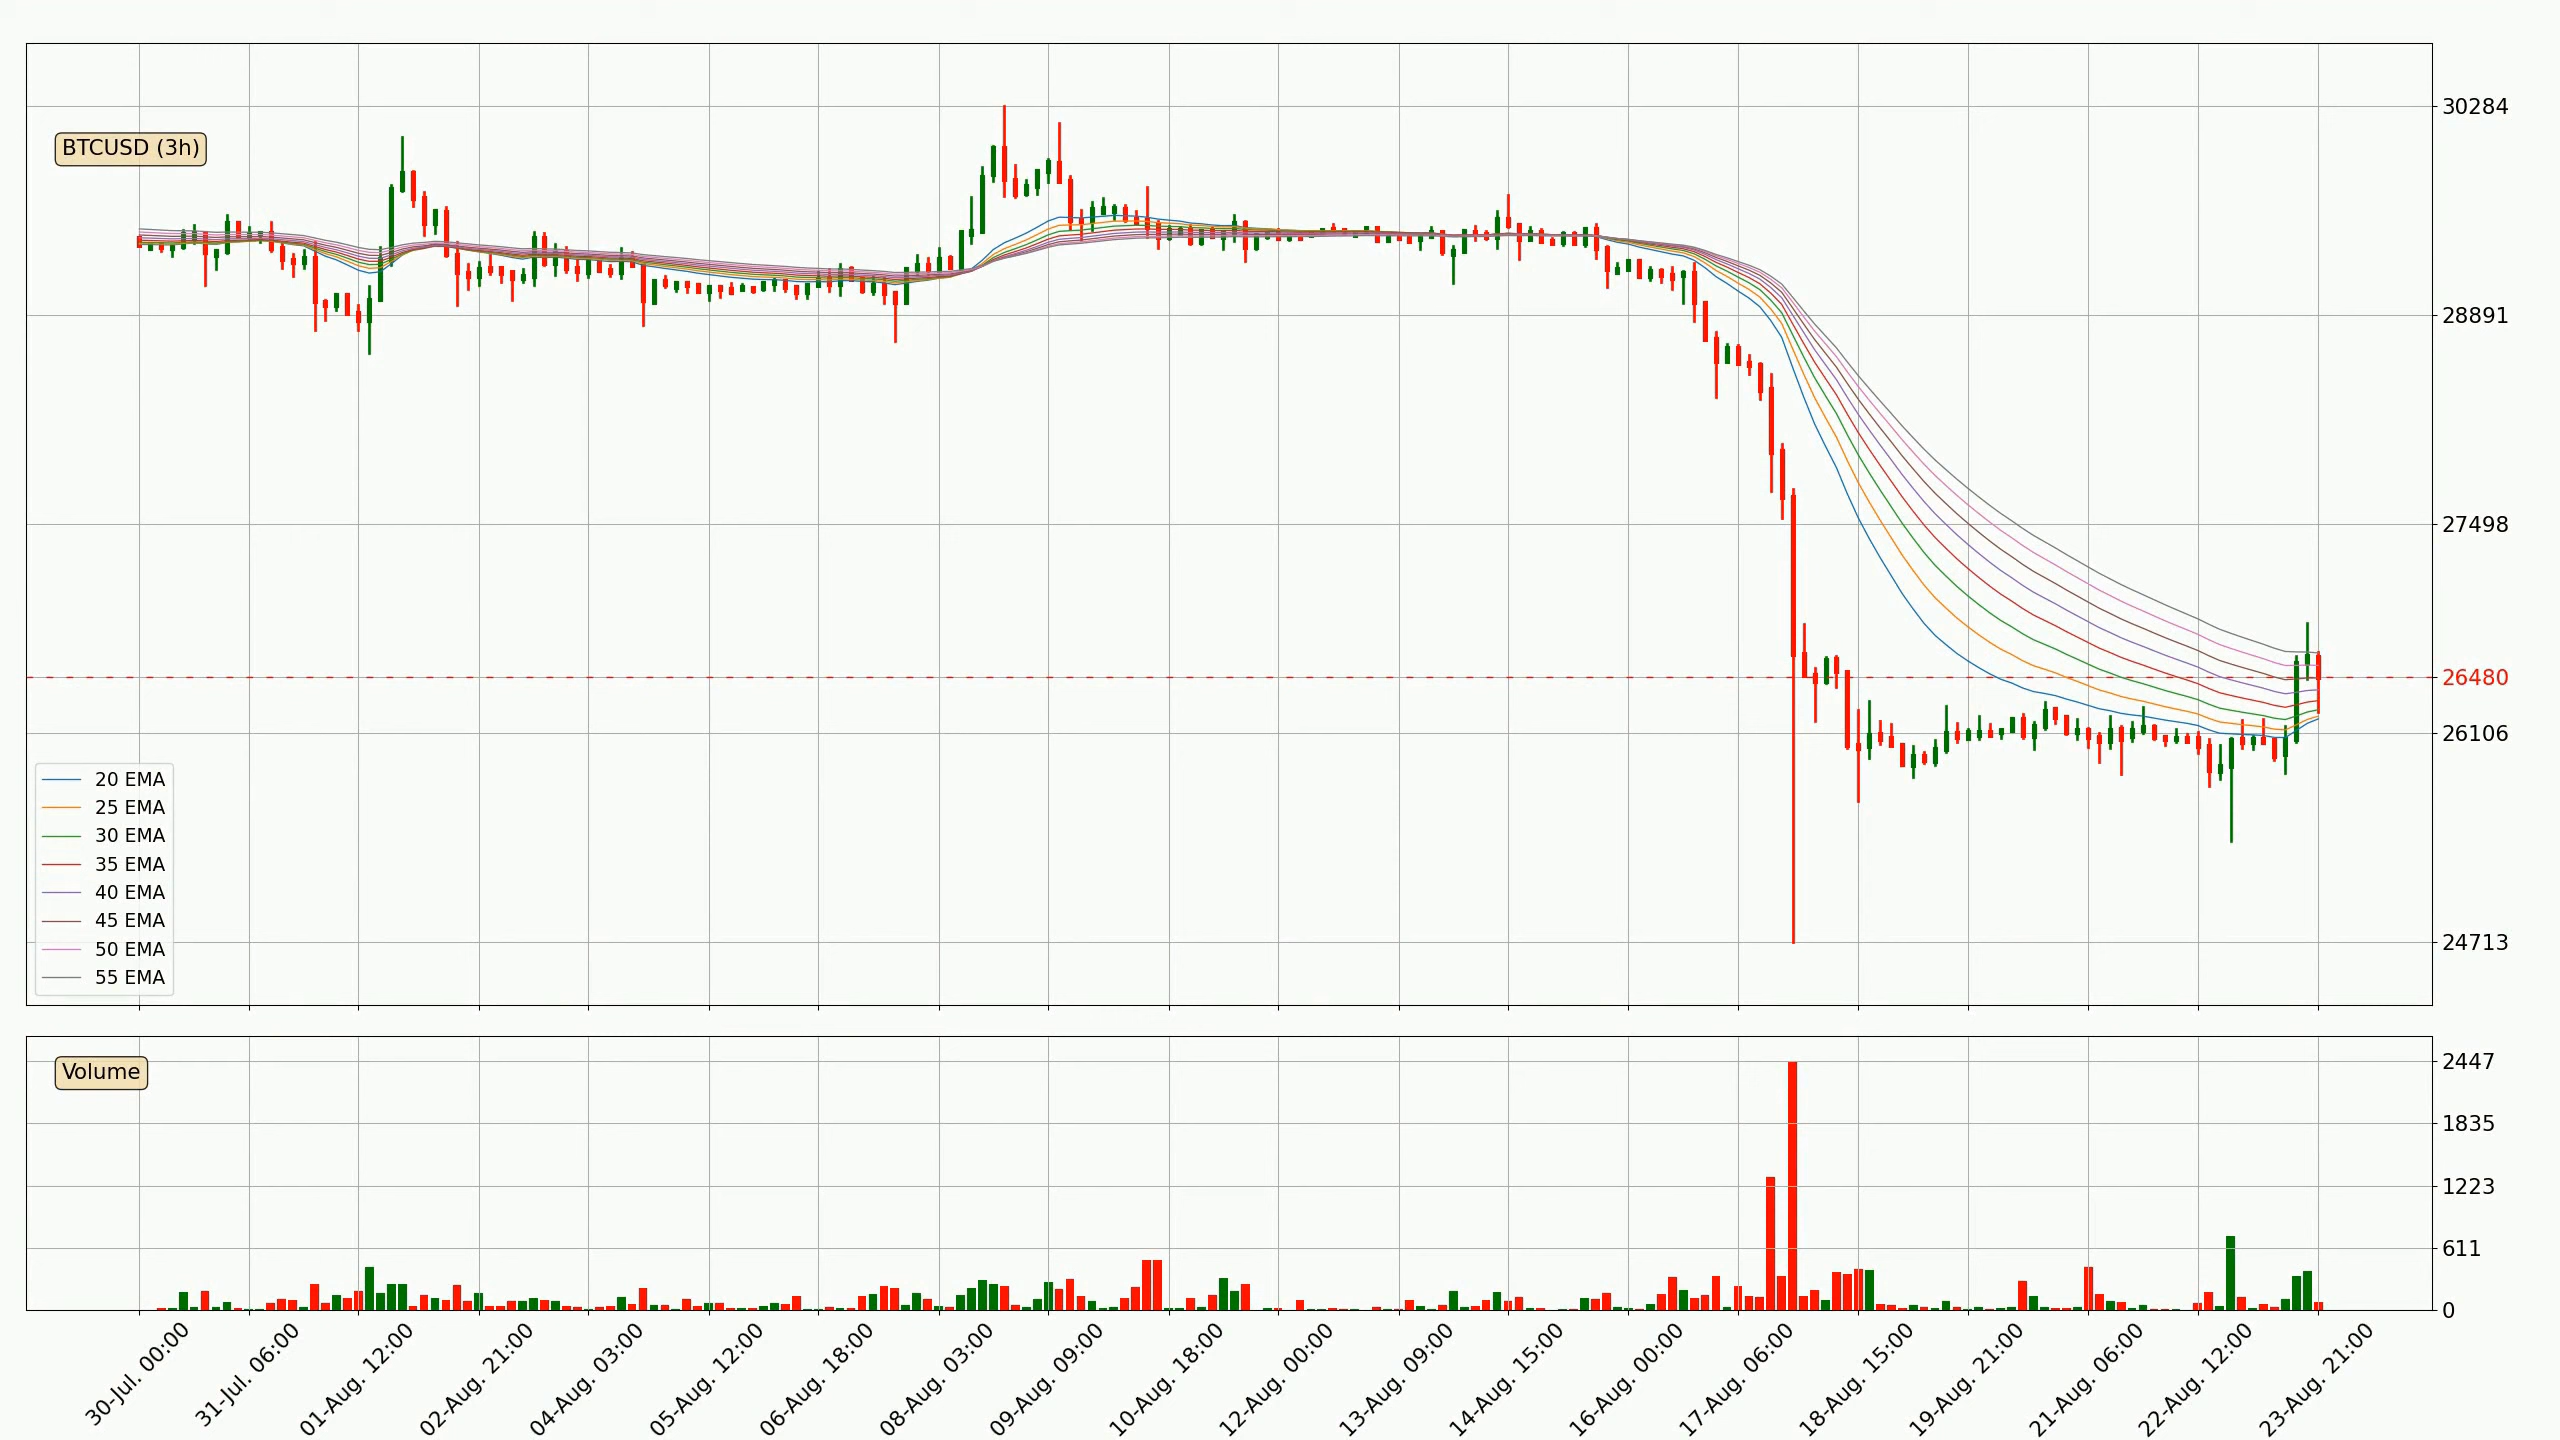 BTCUSD (3h)
30284
28891
27498
26480
26106
24713
20 EMA
25 EMA
30 EMA
35 EMA
40 EMA
45 EMA
50 EMA
55 EMA
Volume
2447
1835
1223
611
0
30-Jul. 00:00
31-Jul. 06:00
01-Aug. 12:00
02-Aug. 21:00
04-Aug. 03:00
05-Aug. 12:00
06-Aug. 18:00
08-Aug. 03:00
09-Aug. 09:00
10-Aug. 18:00
12-Aug. 00:00
13-Aug. 09:00
14-Aug. 15:00
16-Aug. 00:00
17-Aug. 06:00
18-Aug. 15:00
19-Aug. 21:00
21-Aug. 06:00
22-Aug. 12:00
23-Aug. 21:00